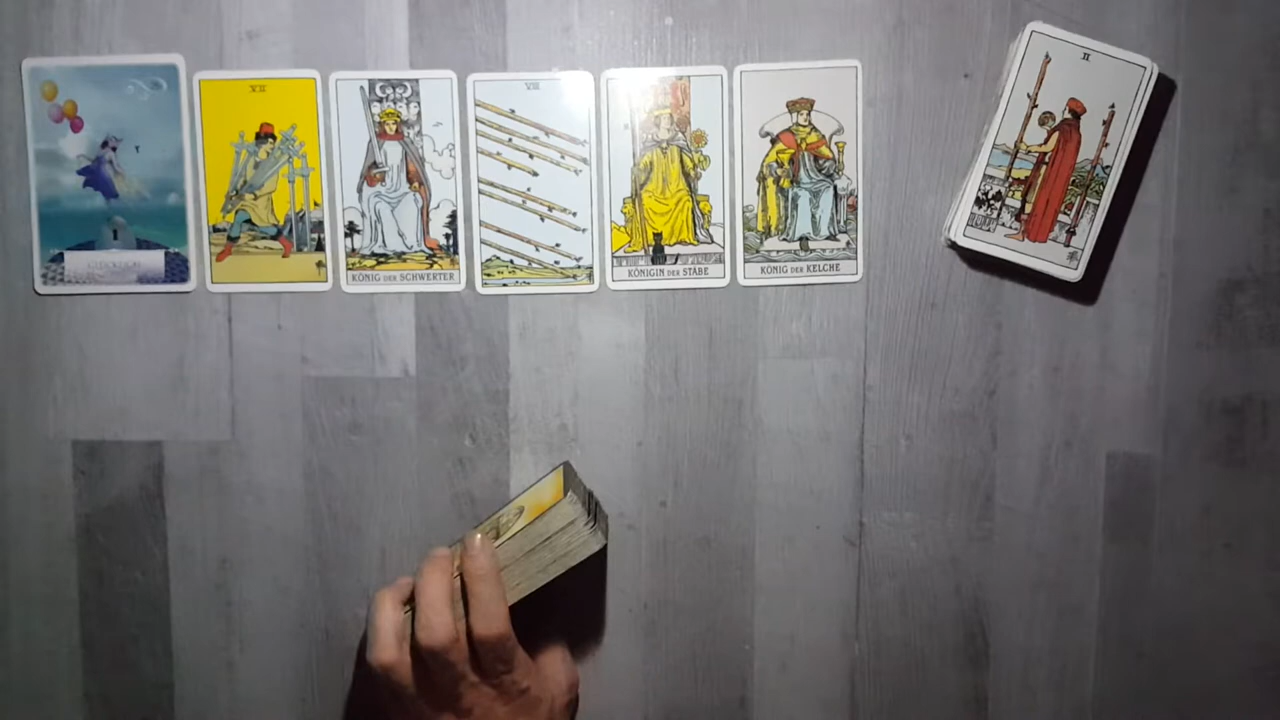 VII
KÖNIG DER SCHWERTER
VIII
KÖNIGIN DER STÄBE
KÖNIG DER KELCHE
II